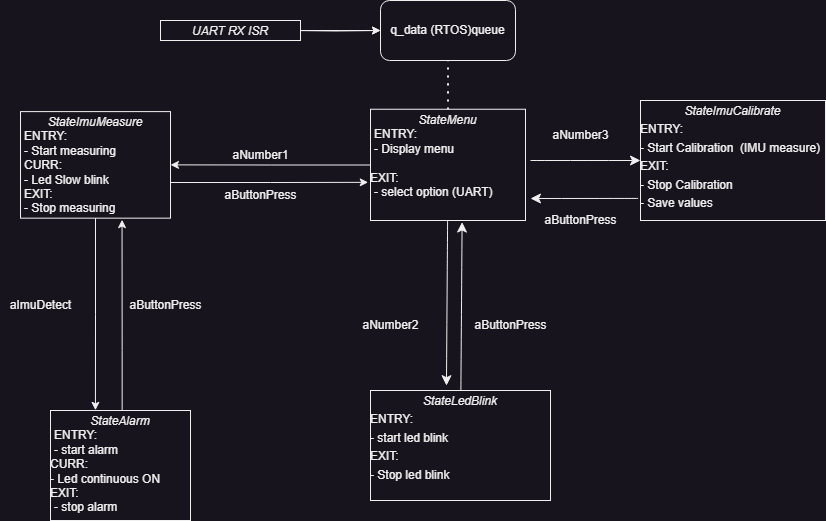 UART RX ISR
q_data (RTOS)queue
StateImuMeasure
ENTRY:
- Start measuring
CURR:
- Led Slow blink
EXIT:
- Stop measuring
aNumber1
aButtonPress
StateMenu
ENTRY:
- Display menu
EXIT:
- select option (UART)
aNumber3
aButtonPress
StateImuCalibrate
ENTRY:
- Start Calibration (IMU measure)
EXIT:
- Stop Calibration
- Save values
aImuDetect
aButtonPress
aNumber2
aButtonPress
StateAlarm
ENTRY:
- start alarm
CURR:
- Led continuous ON
EXIT:
- stop alarm
StateLedBlink
ENTRY:
- start led blink
EXIT:
- Stop led blink